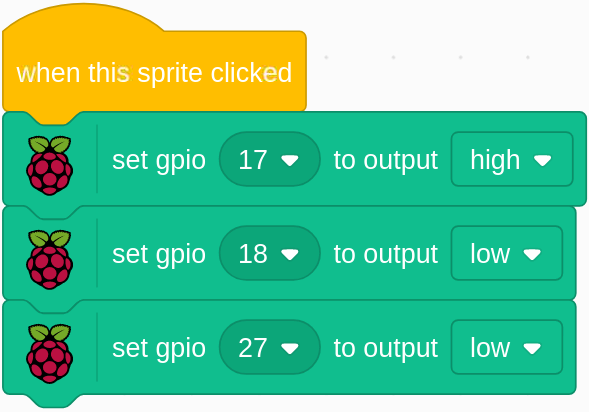 when this sprite clicked
set gpio 17 to output high
set gpio 18 to output low
set gpio 27 to output low